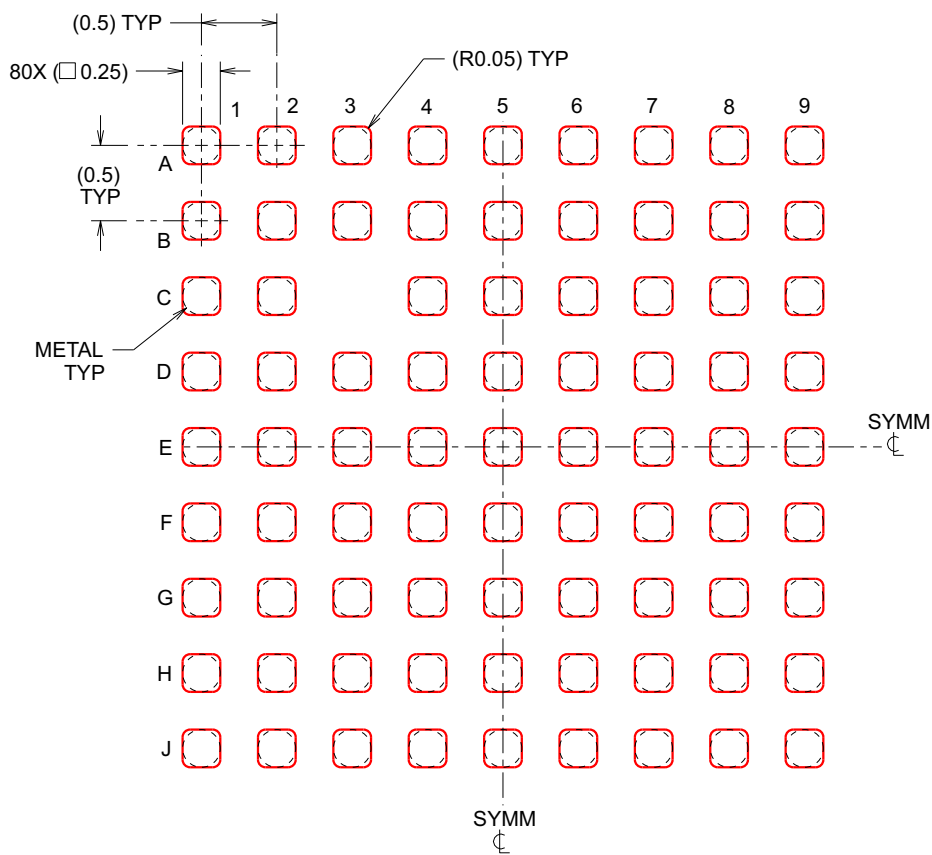 (0.5) TYP
80X (□ 0.25)
(R0.05) TYP
1 2 3 4 5 6 7 8 9
A
(0.5)
TYP
B
C
METAL
TYP
D
E
SYMM
℄
F
G
H
J
SYMM
℄